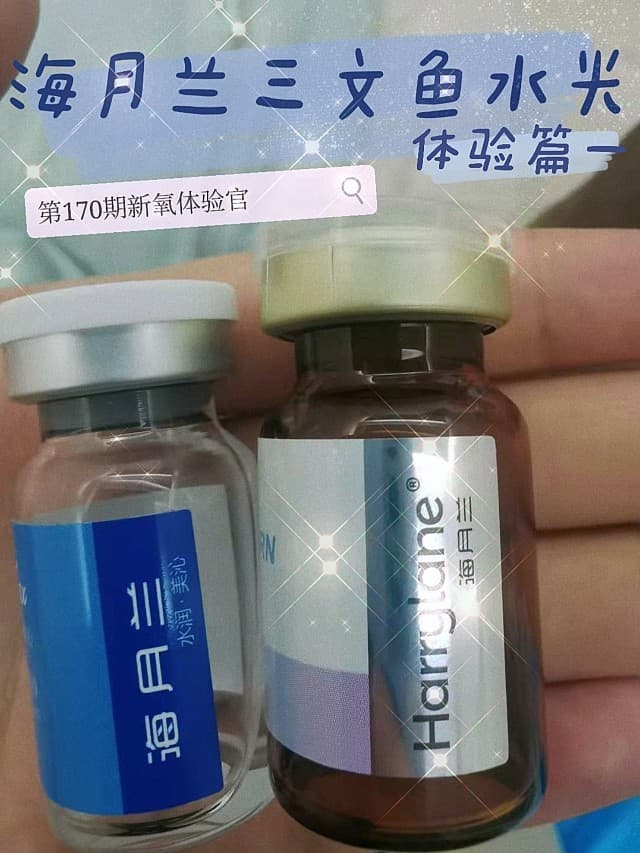 海月兰三文鱼水光
体验篇一
第170期新氧体验官
海月兰
水润·美沁
RN
Harrylane®
海月兰